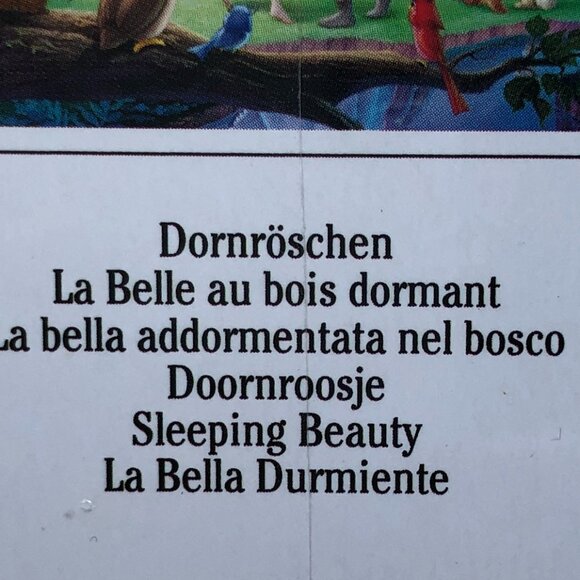 Dornröschen
La Belle au bois dormant
La bella addormentata nel bosco
Doornroosje
Sleeping Beauty
La Bella Durmiente